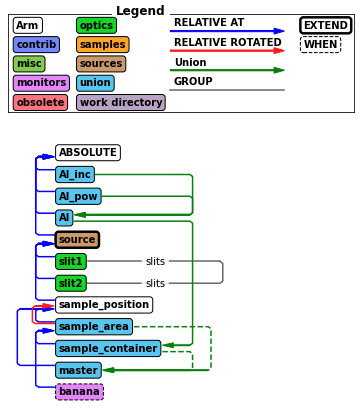 Legend
Arm
optics
RELATIVE AT
EXTEND
contrib
samples
RELATIVE ROTATED
WHEN
misc
sources
Union
monitors
union
GROUP
obsolete
work directory
ABSOLUTE
Al_inc
Al_pow
Al
source
slit1
slits
slit2
slits
sample_position
sample_area
sample_container
master
banana